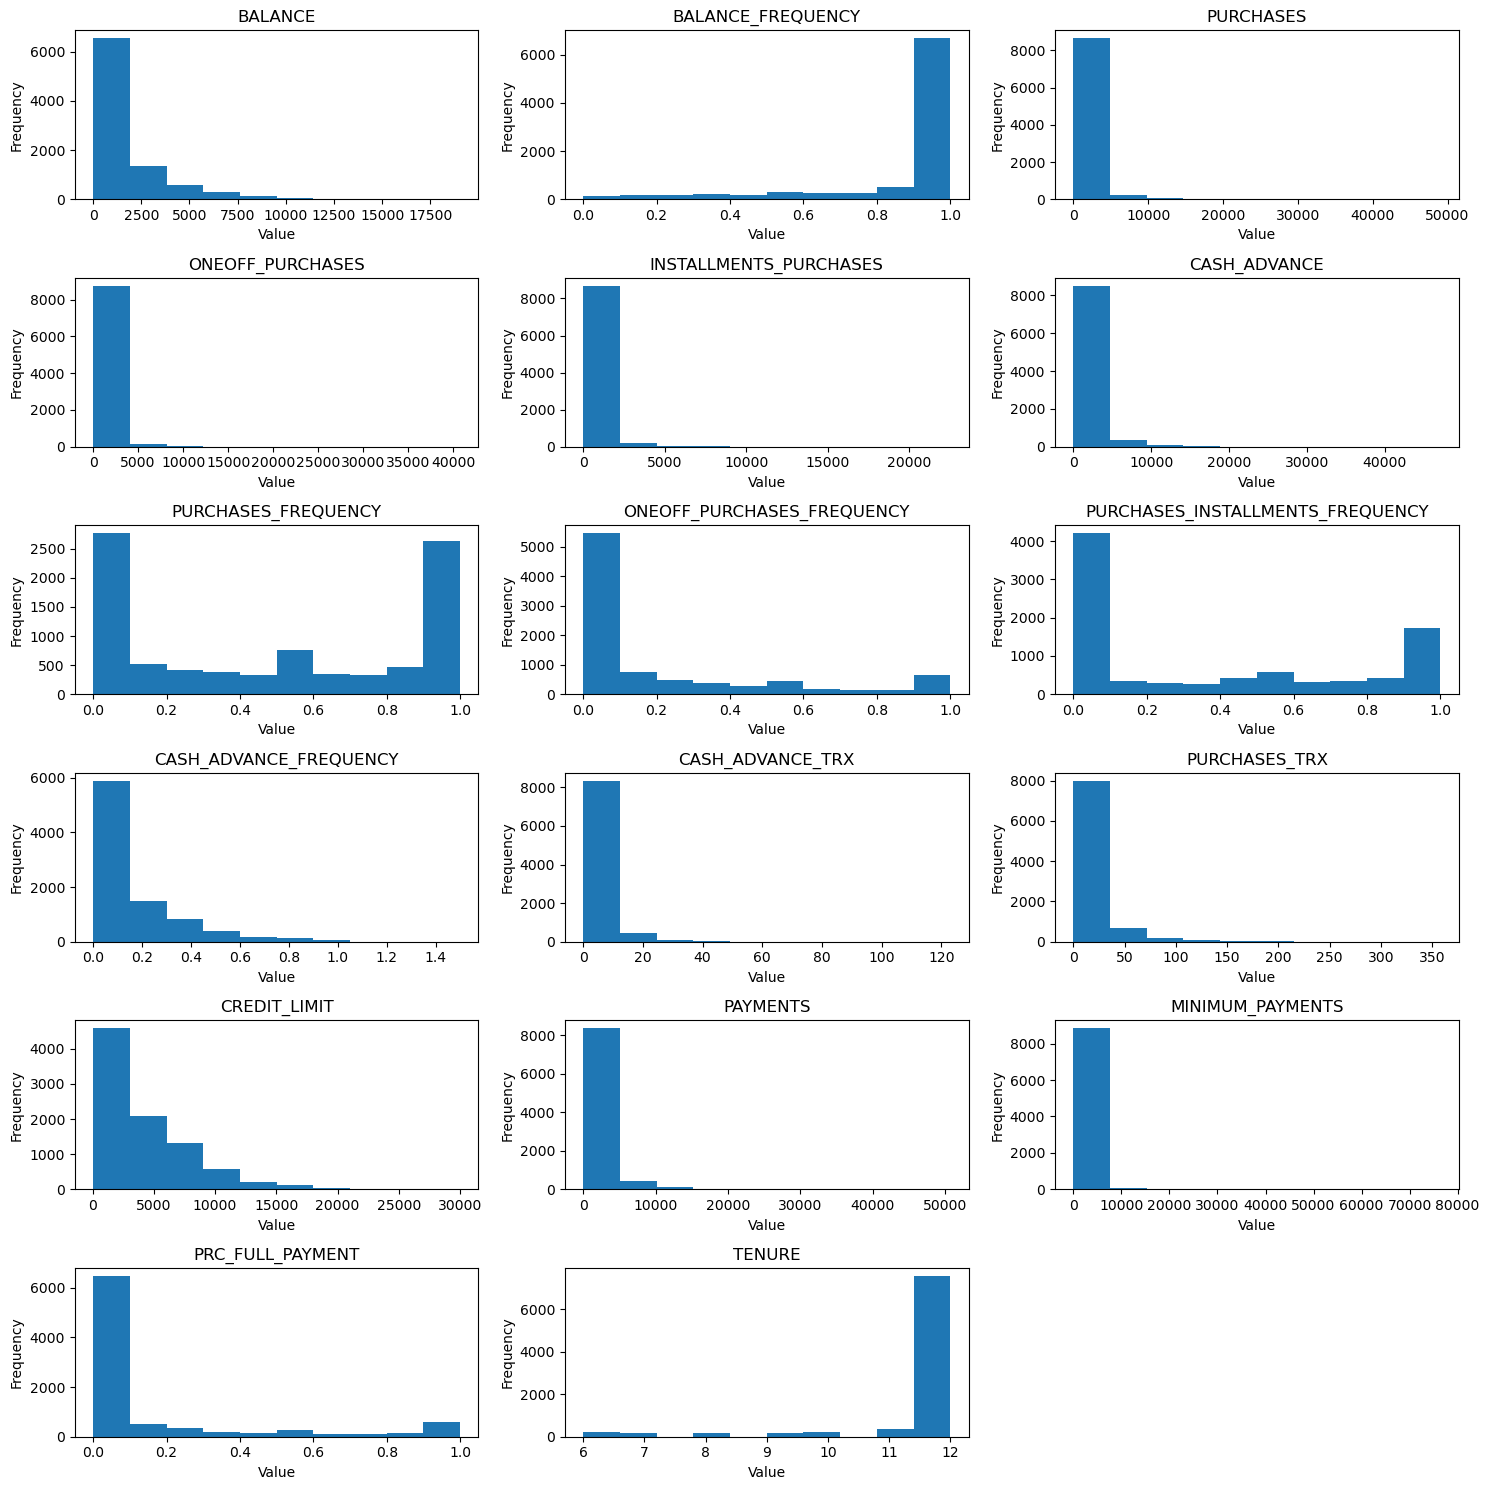 BALANCE
Frequency
6000
4000
2000
0
0 2500 5000 7500 10000 12500 15000 17500
Value
BALANCE_FREQUENCY
Frequency
6000
4000
2000
0
0.0 0.2 0.4 0.6 0.8 1.0
Value
PURCHASES
Frequency
8000
6000
4000
2000
0
0 10000 20000 30000 40000 50000
Value
ONEOFF_PURCHASES
Frequency
8000
6000
4000
2000
0
0 5000 10000 15000 20000 25000 30000 35000 40000
Value
INSTALLMENTS_PURCHASES
Frequency
8000
6000
4000
2000
0
0 5000 10000 15000 20000
Value
CASH_ADVANCE
Frequency
8000
6000
4000
2000
0
0 10000 20000 30000 40000
Value
PURCHASES_FREQUENCY
Frequency
2500
2000
1500
1000
500
0
0.0 0.2 0.4 0.6 0.8 1.0
Value
ONEOFF_PURCHASES_FREQUENCY
Frequency
5000
4000
3000
2000
1000
0
0.0 0.2 0.4 0.6 0.8 1.0
Value
PURCHASES_INSTALLMENTS_FREQUENCY
Frequency
4000
3000
2000
1000
0
0.0 0.2 0.4 0.6 0.8 1.0
Value
CASH_ADVANCE_FREQUENCY
Frequency
6000
4000
2000
0
0.0 0.2 0.4 0.6 0.8 1.0 1.2 1.4
Value
CASH_ADVANCE_TRX
Frequency
8000
6000
4000
2000
0
0 20 40 60 80 100 120
Value
PURCHASES_TRX
Frequency
8000
6000
4000
2000
0
0 50 100 150 200 250 300 350
Value
CREDIT_LIMIT
Frequency
4000
3000
2000
1000
0
0 5000 10000 15000 20000 25000 30000
Value
PAYMENTS
Frequency
8000
6000
4000
2000
0
0 10000 20000 30000 40000 50000
Value
MINIMUM_PAYMENTS
Frequency
8000
6000
4000
2000
0
0 10000 20000 30000 40000 50000 60000 70000 80000
Value
PRC_FULL_PAYMENT
Frequency
6000
4000
2000
0
0.0 0.2 0.4 0.6 0.8 1.0
Value
TENURE
Frequency
6000
4000
2000
0
6 7 8 9 10 11 12
Value